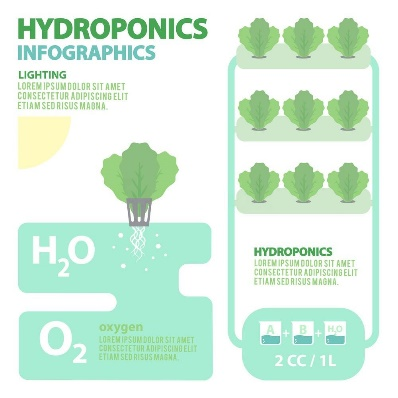 HYDROPONICS
INFOGRAPHICS
LIGHTING
LOREM IPSUM DOLOR SIT AMET
CONSECTETUR ADIPISCING ELIT
ETIAM SED RISUS MAGNA.
H2O
O2
oxygen
LOREM IPSUM DOLOR SIT AMET
CONSECTETUR ADIPISCING ELIT
ETIAM SED RISUS MAGNA.
HYDROPONICS
LOREM IPSUM DOLOR SIT AMET
CONSECTETUR ADIPISCING ELIT
ETIAM SED RISUS MAGNA.
A + B + H2O
2 CC / 1L